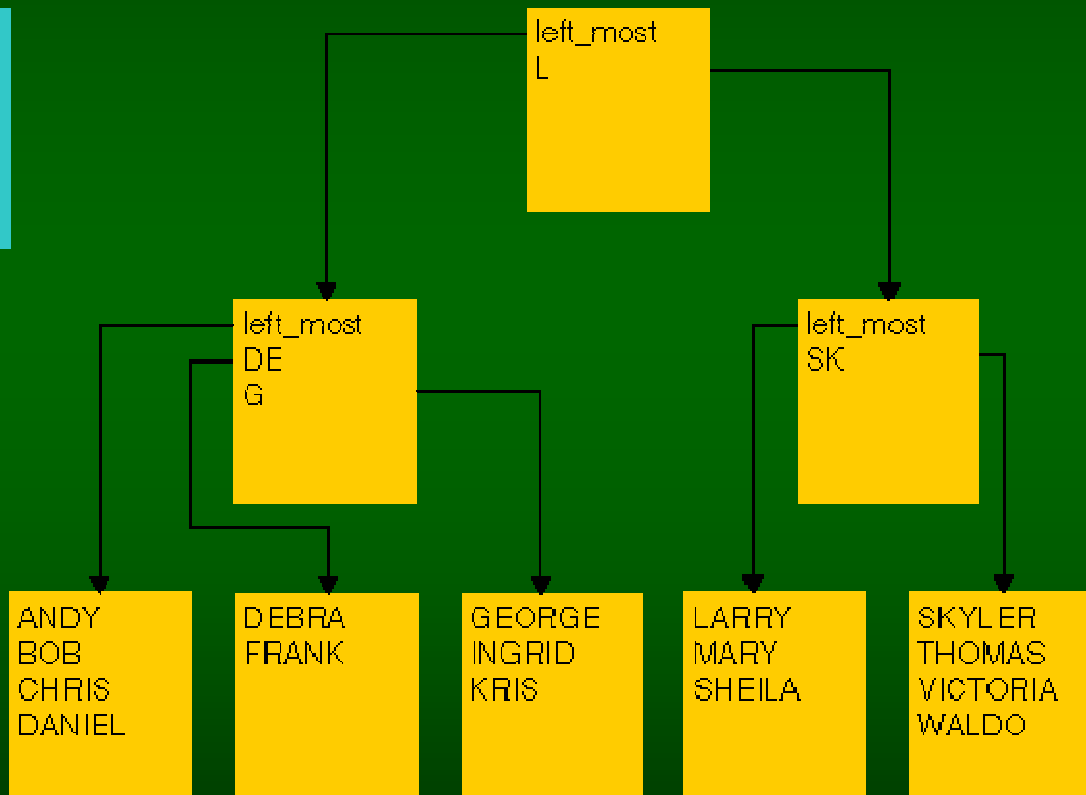 left_most
L
left_most
DE
G
left_most
SK
ANDY
BOB
CHRIS
DANIEL
DEBRA
FRANK
GEORGE
INGRID
KRIS
LARRY
MARY
SHEILA
SKYLER
THOMAS
VICTORIA
WALDO